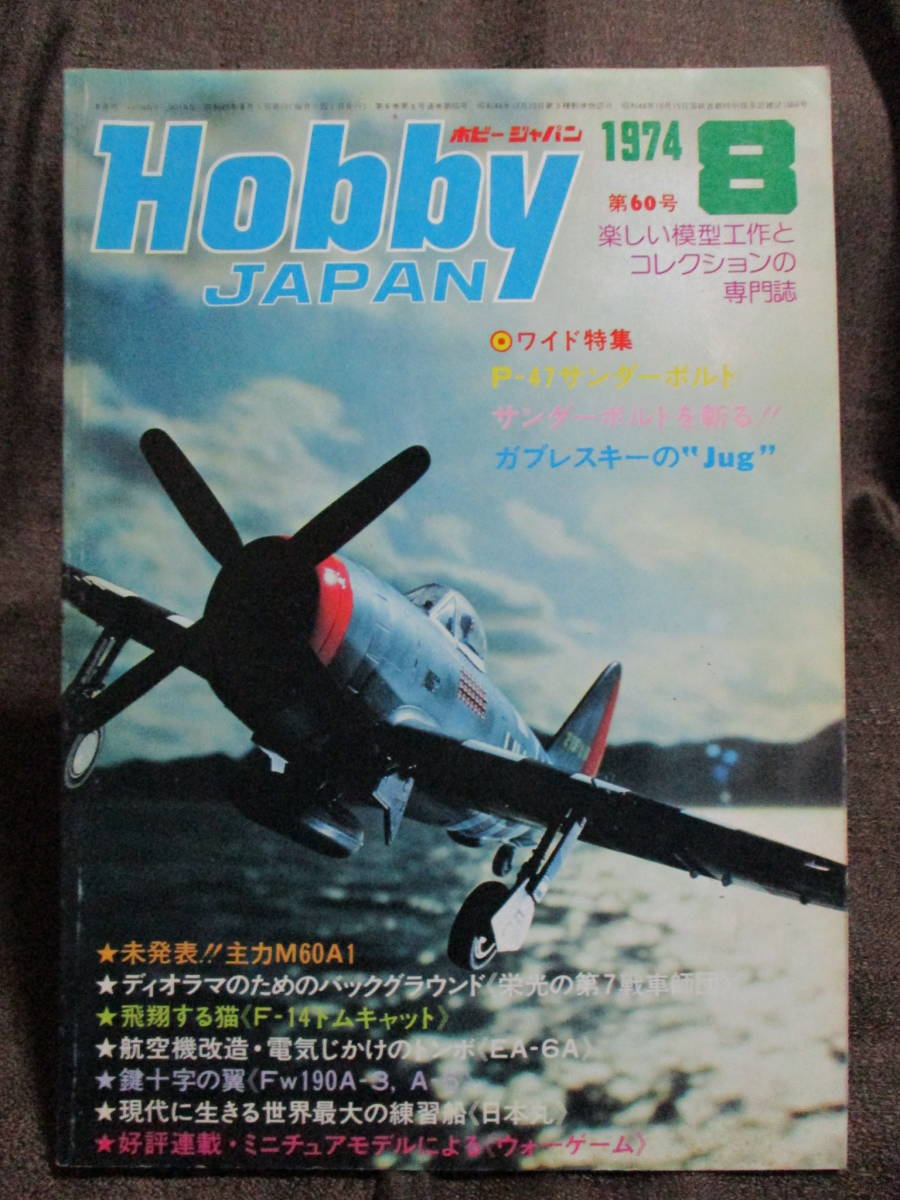 ホビージャパン
Hobby
JAPAN
1974 8
第60号
楽しい模型工作と
コレクションの
専門誌
ワイド特集
P-47サンダーボルト
サンダーボルトを斬る!!
ガブレスキーの“Jug”
★未発表!!主力M60A1
★ディオラマのためのバックグラウンド《栄光の第7戦車師団》
★飛翔する猫《F-14トムキャット》
★航空機改造・電気じかけのトンボ《EA-6A》
★鍵十字の翼《Fw190A-3, A-5》
★現代に生きる世界最大の練習船《日本丸》
★好評連載・ミニチュアモデルによる《ウォーゲーム》